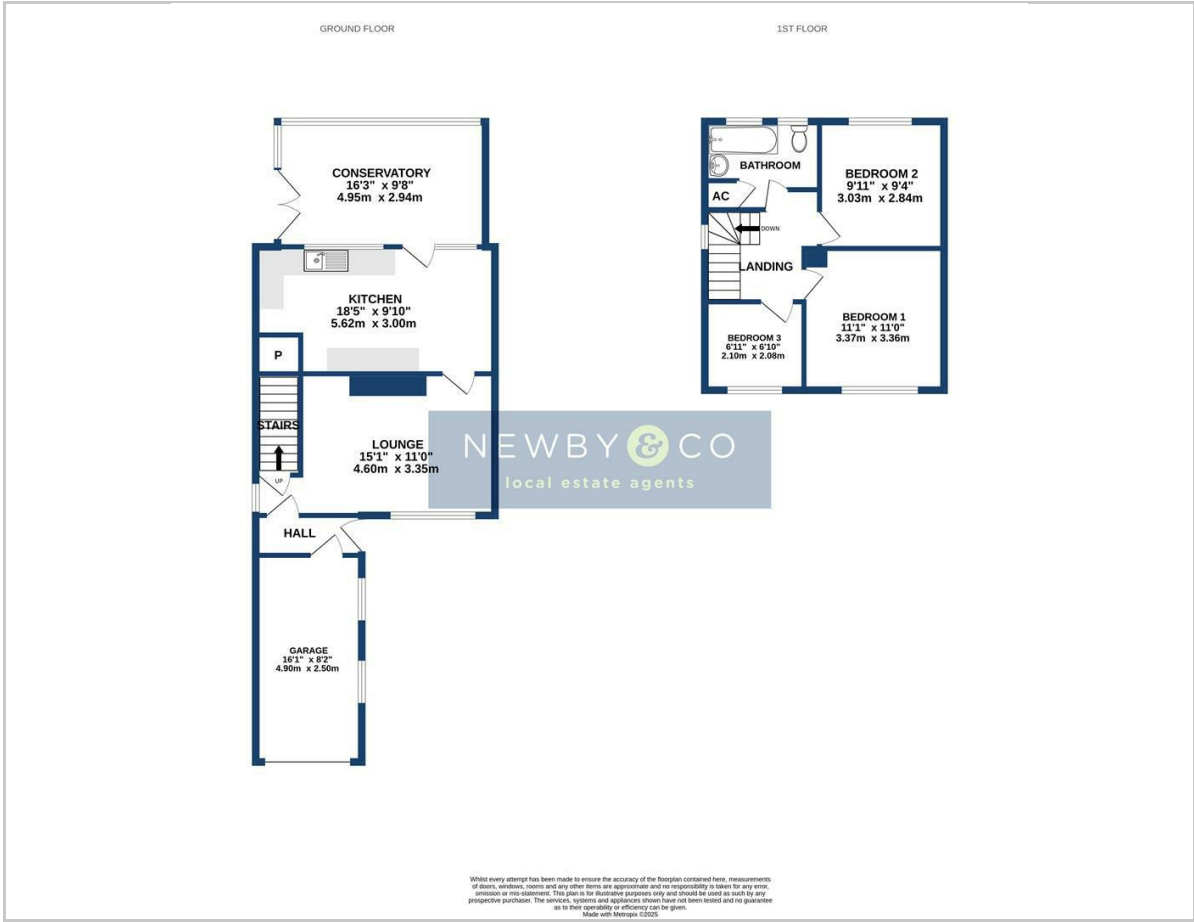 GROUND FLOOR
1ST FLOOR
CONSERVATORY
16'3" x 9'8"
4.95m x 2.94m
KITCHEN
18'5" x 9'10"
5.62m x 3.00m
P
STAIRS
UP
LOUNGE
15'1" x 11'0"
4.60m x 3.35m
HALL
GARAGE
16'1" x 8'2"
4.90m x 2.50m
BATHROOM
AC
BEDROOM 2
9'11" x 9'4"
3.03m x 2.84m
DOWN
LANDING
BEDROOM 3
6'11" x 6'10"
2.10m x 2.08m
BEDROOM 1
11'1" x 11'0"
3.37m x 3.36m
NEWBY & CO
local estate agents
Whilst every attempt has been made to ensure the accuracy of the floorplan contained here, measurements
of doors, windows, rooms and any other items are approximate and no responsibility is taken for any error,
omission or mis-statement. This plan is for illustrative purposes only and should be used as such by any
prospective purchaser. The services, systems and appliances shown have not been tested and no guarantee
as to their operability or efficiency can be given.
Made with Metropix ©2025